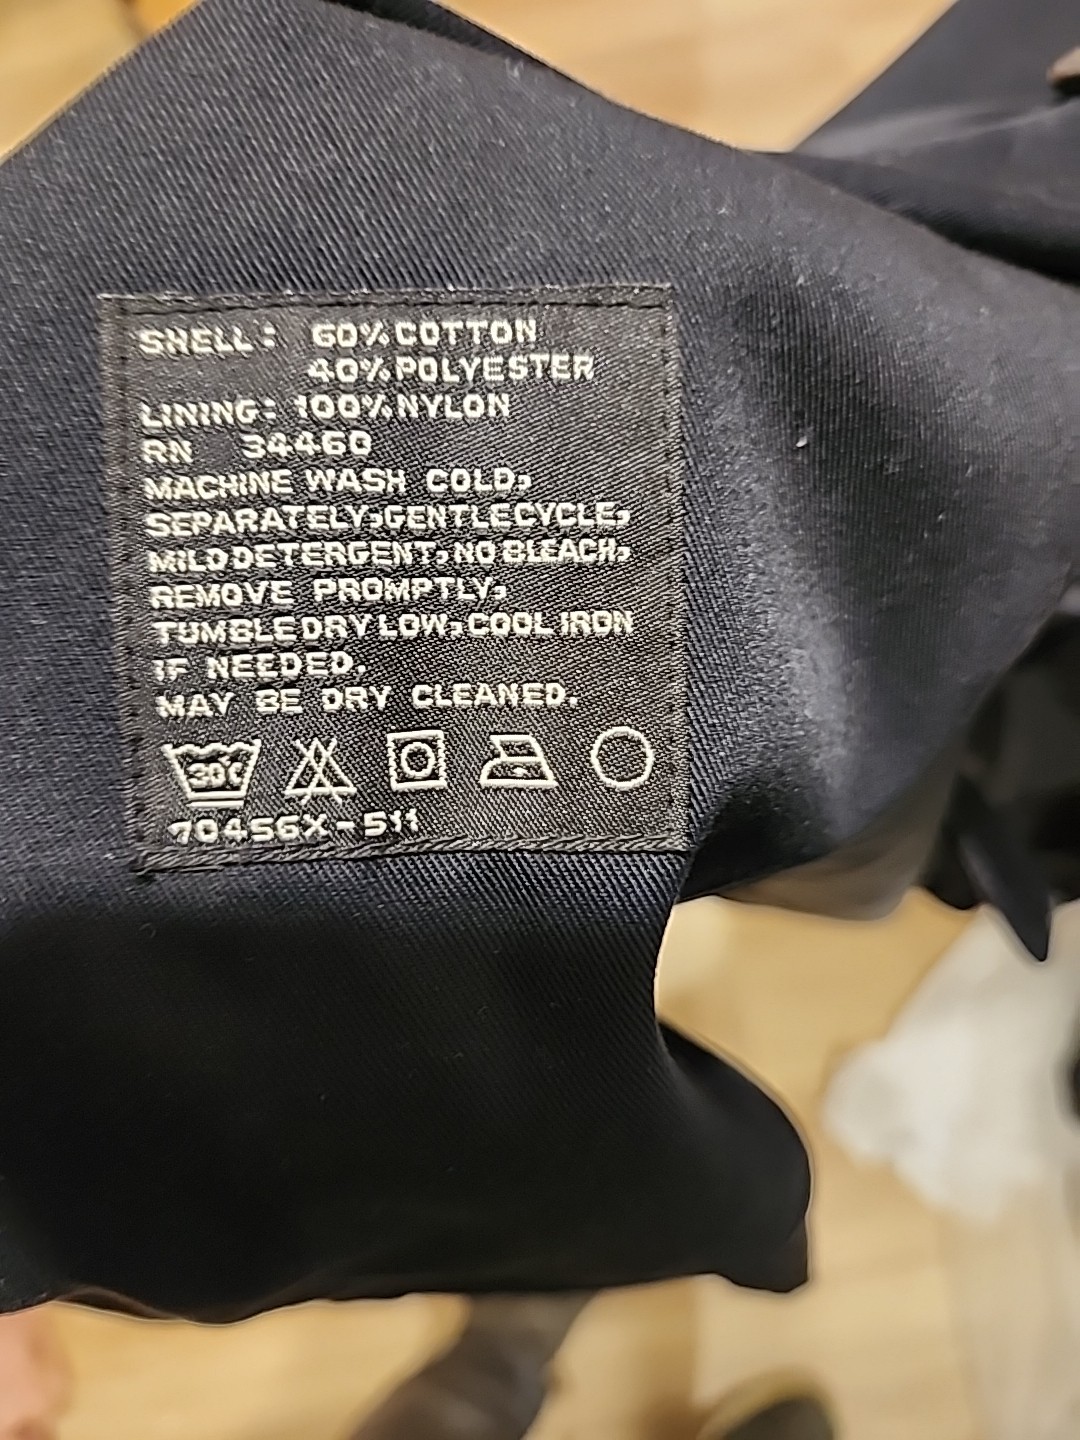 SHELL: 60% COTTON
40% POLYESTER
LINING: 100% NYLON
RN 34460
MACHINE WASH COLD,
SEPARATELY, GENTLE CYCLE,
MILD DETERGENT, NO BLEACH,
REMOVE PROMPTLY,
TUMBLE DRY LOW, COOL IRON
IF NEEDED.
MAY BE DRY CLEANED.
30C
70456X-511